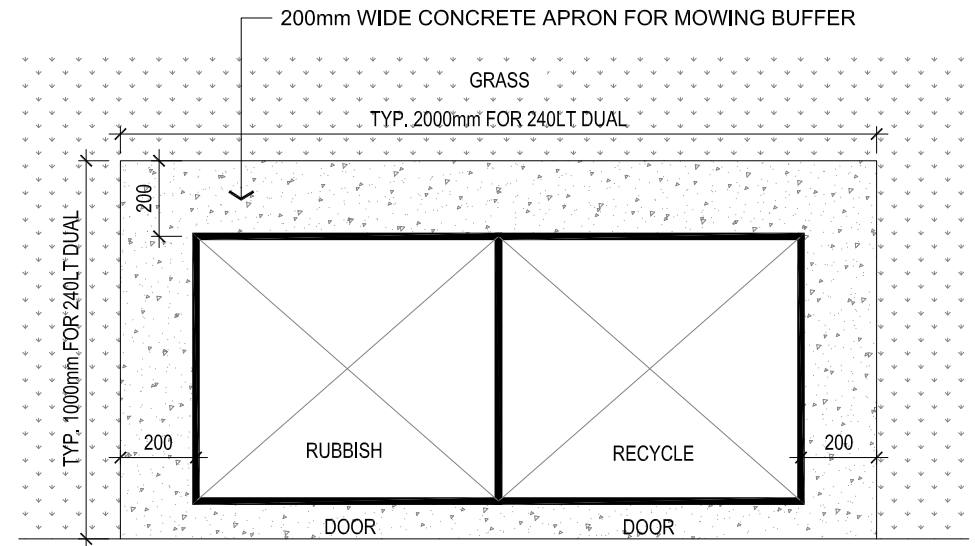 200mm WIDE CONCRETE APRON FOR MOWING BUFFER
GRASS
TYP. 2000mm FOR 240LT DUAL
200
TYP. 1000mm FOR 240LT DUAL
200
RUBBISH
RECYCLE
200
DOOR
DOOR